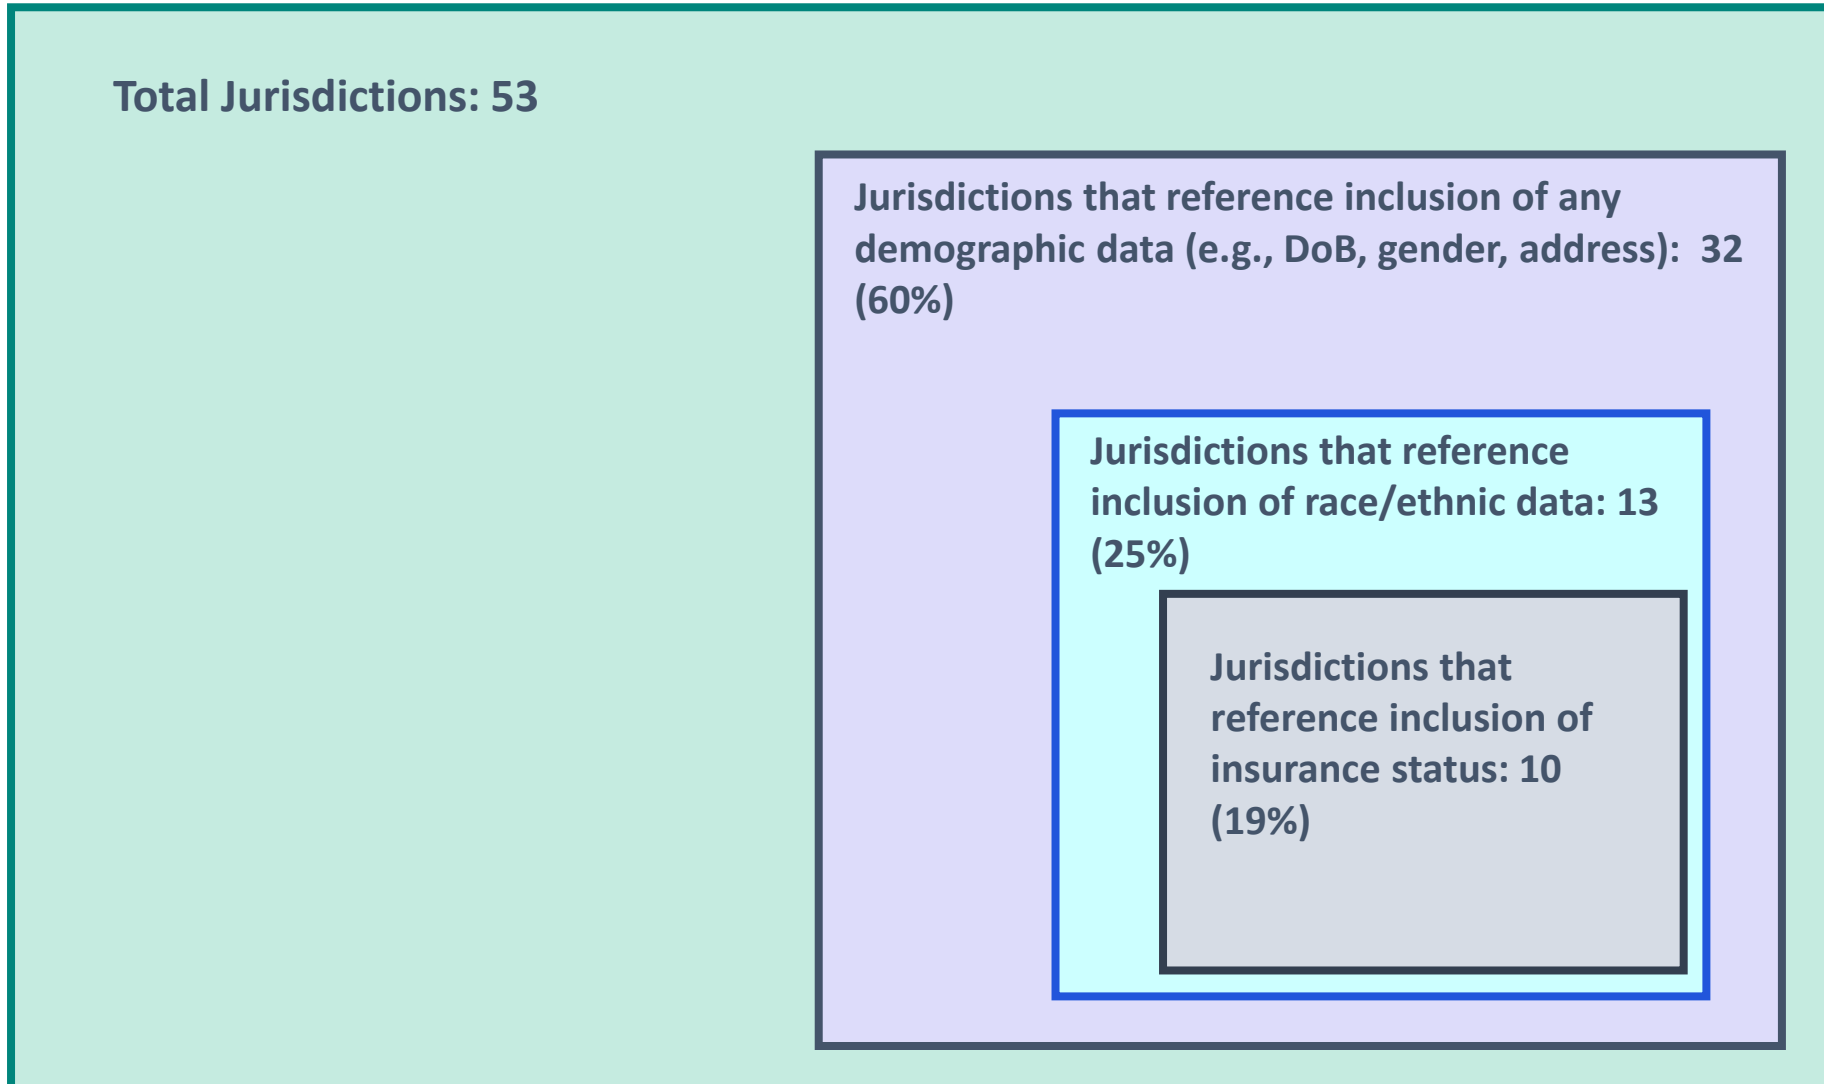 Total Jurisdictions: 53
Jurisdictions that reference inclusion of any
demographic data (e.g., DoB, gender, address):  32
(60%)
Jurisdictions that reference
inclusion of race/ethnic data: 13
(25%)
Jurisdictions that
reference inclusion of
insurance status: 10
(19%)